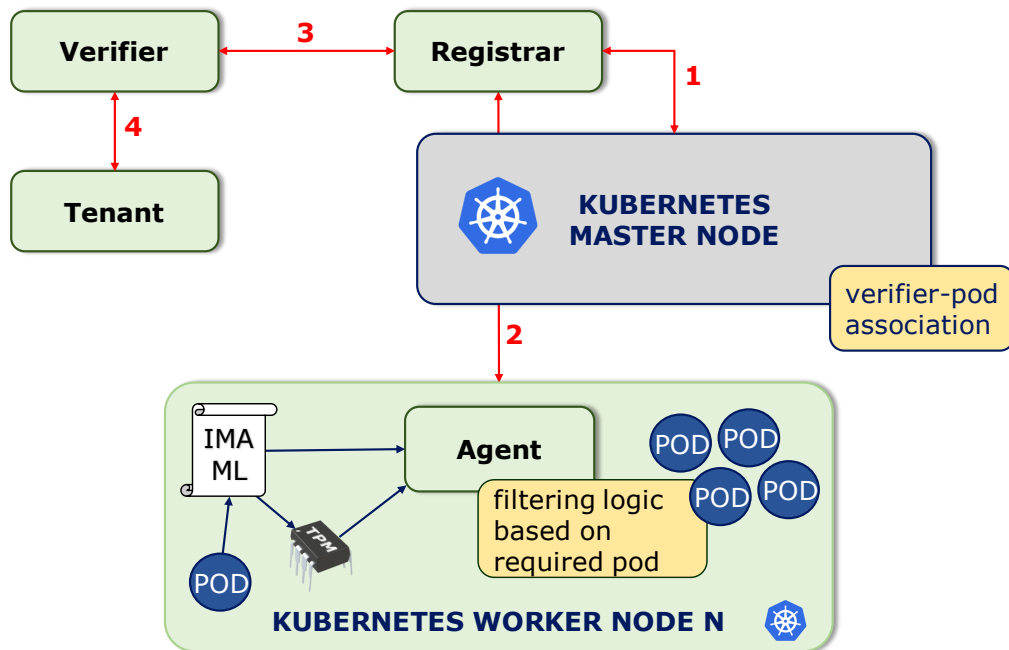 Verifier
3
Registrar
1
4
Tenant
KUBERNETES
MASTER NODE
verifier-pod
association
2
IMA
ML
Agent
POD
POD
POD
POD
filtering logic
based on
required pod
TPM
POD
KUBERNETES WORKER NODE N